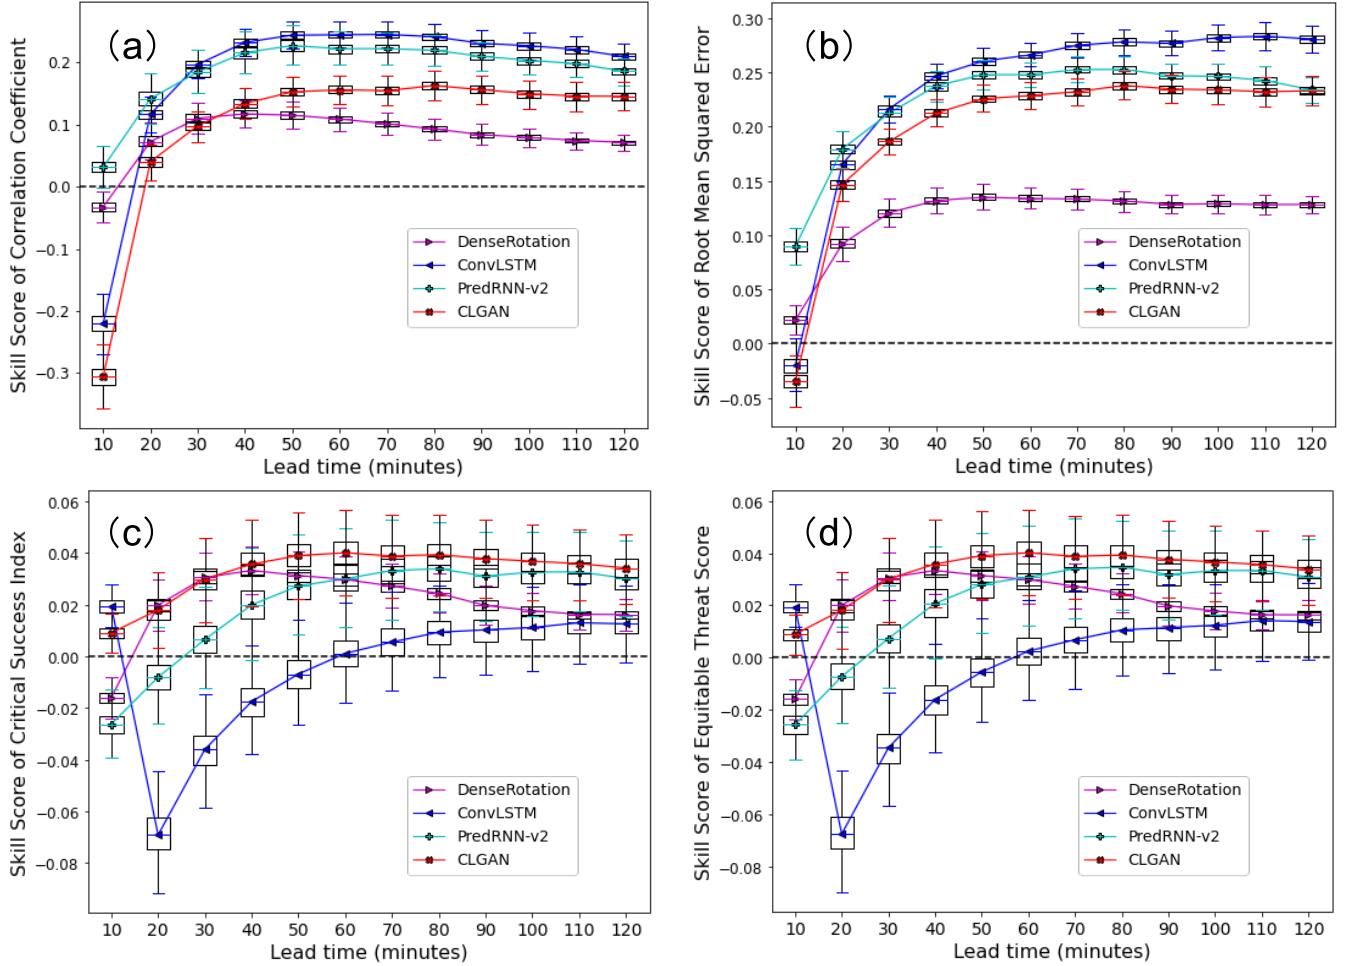 (a)
Skill Score of Correlation Coefficient
0.2
0.1
0.0
−0.1
−0.2
−0.3
10 20 30 40 50 60 70 80 90 100 110 120
Lead time (minutes)
DenseRotation
ConvLSTM
PredRNN-v2
CLGAN
(b)
Skill Score of Root Mean Squared Error
0.30
0.25
0.20
0.15
0.10
0.05
0.00
−0.05
10 20 30 40 50 60 70 80 90 100 110 120
Lead time (minutes)
DenseRotation
ConvLSTM
PredRNN-v2
CLGAN
(c)
Skill Score of Critical Success Index
0.06
0.04
0.02
0.00
−0.02
−0.04
−0.06
−0.08
10 20 30 40 50 60 70 80 90 100 110 120
Lead time (minutes)
DenseRotation
ConvLSTM
PredRNN-v2
CLGAN
(d)
Skill Score of Equitable Threat Score
0.06
0.04
0.02
0.00
−0.02
−0.04
−0.06
−0.08
10 20 30 40 50 60 70 80 90 100 110 120
Lead time (minutes)
DenseRotation
ConvLSTM
PredRNN-v2
CLGAN